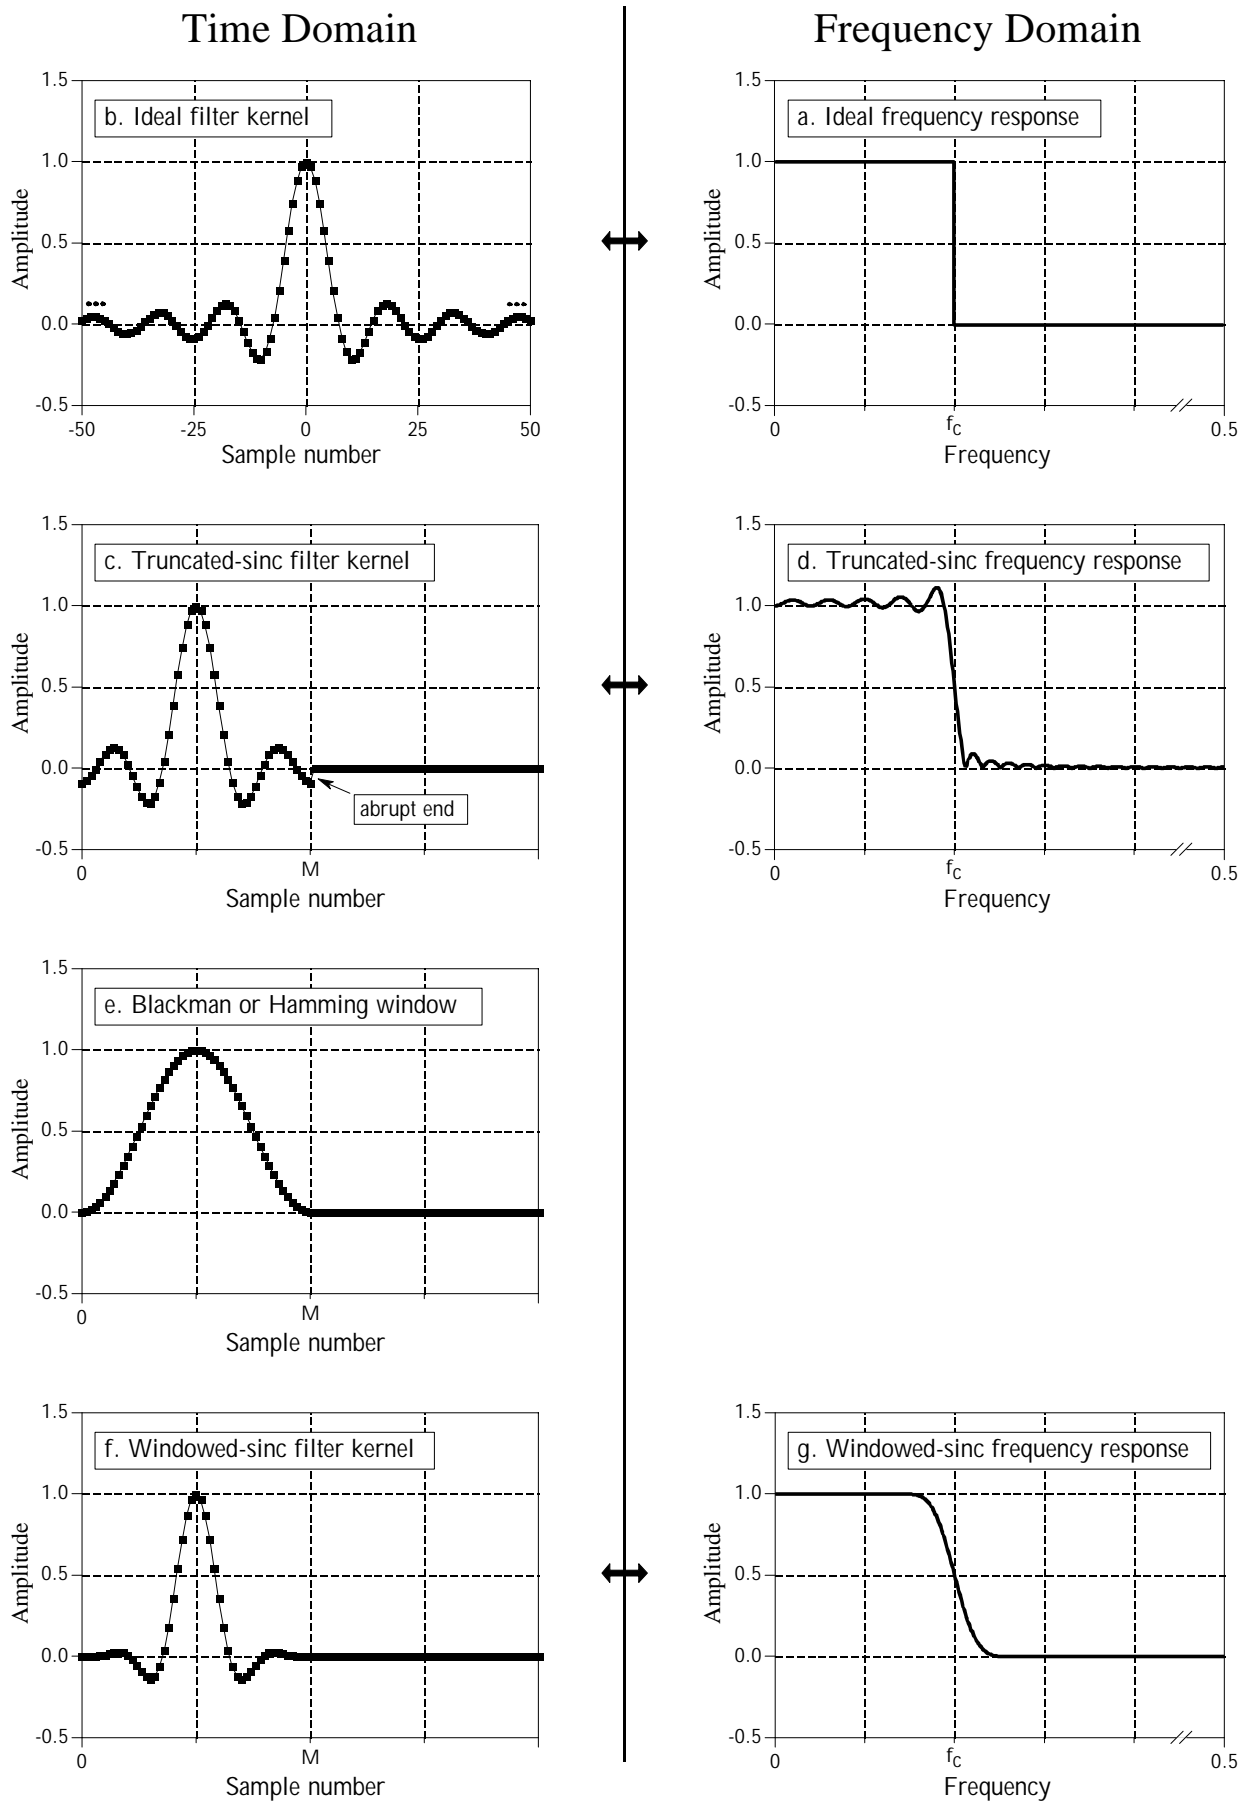 Time Domain
Frequency Domain
1.5
b. Ideal filter kernel
1.0
0.5
0.0
-0.5
-50
-25
0
25
50
Sample number
Amplitude
1.5
a. Ideal frequency response
1.0
0.5
0.0
-0.5
0
fC
0.5
Frequency
Amplitude
1.5
c. Truncated-sinc filter kernel
1.0
0.5
0.0
-0.5
abrupt end
0
M
Sample number
Amplitude
1.5
d. Truncated-sinc frequency response
1.0
0.5
0.0
-0.5
0
fC
0.5
Frequency
Amplitude
1.5
e. Blackman or Hamming window
1.0
0.5
0.0
-0.5
0
M
Sample number
Amplitude
1.5
f. Windowed-sinc filter kernel
1.0
0.5
0.0
-0.5
0
M
Sample number
Amplitude
1.5
g. Windowed-sinc frequency response
1.0
0.5
0.0
-0.5
0
fC
0.5
Frequency
Amplitude